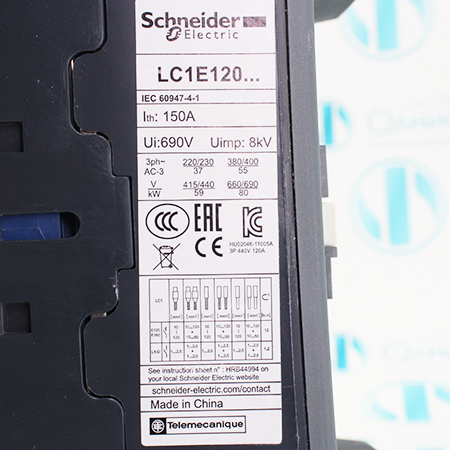 Schneider
Electric
LC1E120...
IEC 60947-4-1
Ith: 150A
Ui:690V Uimp: 8kV
3ph~ 220/230 380/400
AC-3 37 55
V 415/440 660/690
kW 59 80
CCC EAC
CE
HU02046-11005A
3P 440V 120A
LC1
See instruction sheet n° : HRB44994 on
your local Schneider Electric website
schneider-electric.com/contact
Made in China
Telemecanique